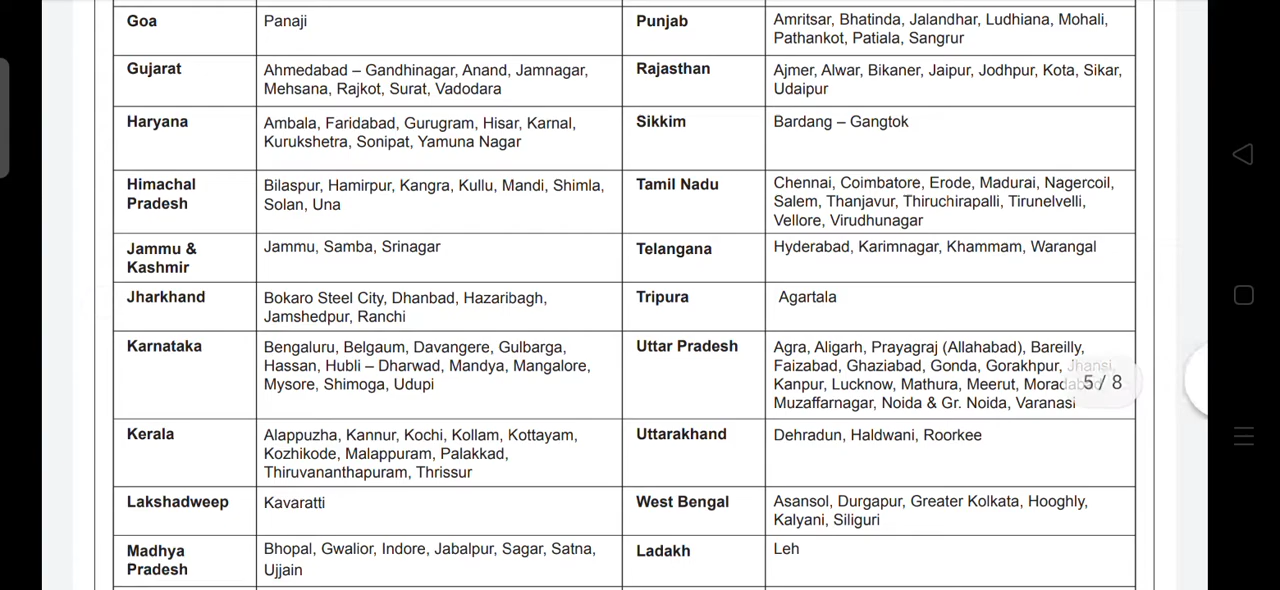 Goa
Panaji
Punjab
Amritsar, Bhatinda, Jalandhar, Ludhiana, Mohali,
Pathankot, Patiala, Sangrur
Gujarat
Ahmedabad – Gandhinagar, Anand, Jamnagar,
Mehsana, Rajkot, Surat, Vadodara
Rajasthan
Ajmer, Alwar, Bikaner, Jaipur, Jodhpur, Kota, Sikar,
Udaipur
Haryana
Ambala, Faridabad, Gurugram, Hisar, Karnal,
Kurukshetra, Sonipat, Yamuna Nagar
Sikkim
Bardang – Gangtok
Himachal
Pradesh
Bilaspur, Hamirpur, Kangra, Kullu, Mandi, Shimla,
Solan, Una
Tamil Nadu
Chennai, Coimbatore, Erode, Madurai, Nagercoil,
Salem, Thanjavur, Thiruchirapalli, Tirunelvelli,
Vellore, Virudhunagar
Jammu &
Kashmir
Jammu, Samba, Srinagar
Telangana
Hyderabad, Karimnagar, Khammam, Warangal
Jharkhand
Bokaro Steel City, Dhanbad, Hazaribagh,
Jamshedpur, Ranchi
Tripura
Agartala
Karnataka
Bengaluru, Belgaum, Davangere, Gulbarga,
Hassan, Hubli – Dharwad, Mandya, Mangalore,
Mysore, Shimoga, Udupi
Uttar Pradesh
Agra, Aligarh, Prayagraj (Allahabad), Bareilly,
Faizabad, Ghaziabad, Gonda, Gorakhpur, Jhansi,
Kanpur, Lucknow, Mathura, Meerut, Moradabad
Muzaffarnagar, Noida & Gr. Noida, Varanasi
5 / 8
Kerala
Alappuzha, Kannur, Kochi, Kollam, Kottayam,
Kozhikode, Malappuram, Palakkad,
Thiruvananthapuram, Thrissur
Uttarakhand
Dehradun, Haldwani, Roorkee
Lakshadweep
Kavaratti
West Bengal
Asansol, Durgapur, Greater Kolkata, Hooghly,
Kalyani, Siliguri
Madhya
Pradesh
Bhopal, Gwalior, Indore, Jabalpur, Sagar, Satna,
Ujjain
Ladakh
Leh